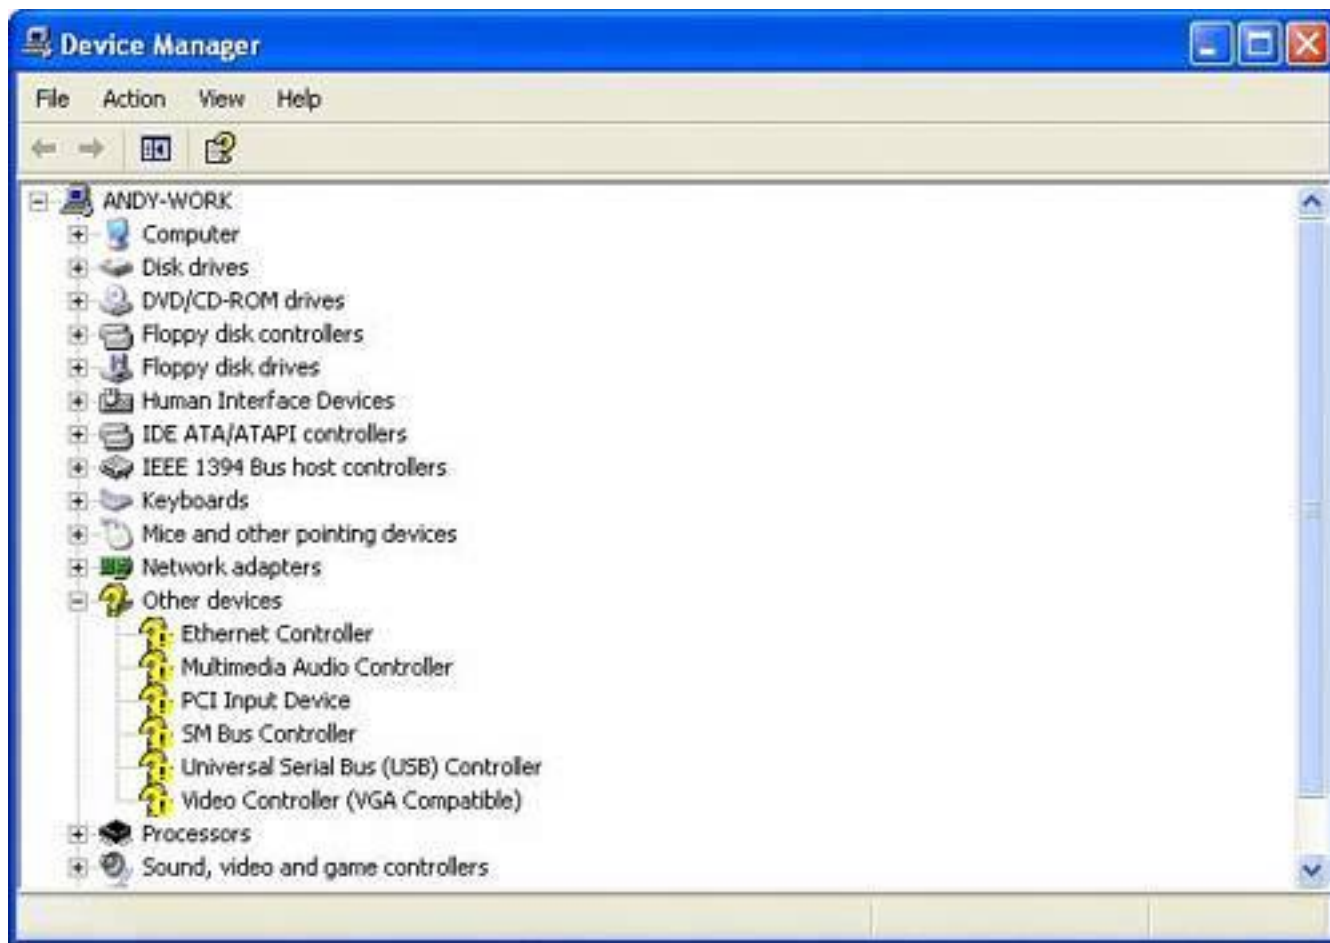 Device Manager
File Action View Help
ANDY-WORK
Computer
Disk drives
DVD/CD-ROM drives
Floppy disk controllers
Floppy disk drives
Human Interface Devices
IDE ATA/ATAPI controllers
IEEE 1394 Bus host controllers
Keyboards
Mice and other pointing devices
Network adapters
Other devices
Ethernet Controller
Multimedia Audio Controller
PCI Input Device
SM Bus Controller
Universal Serial Bus (USB) Controller
Video Controller (VGA Compatible)
Processors
Sound, video and game controllers